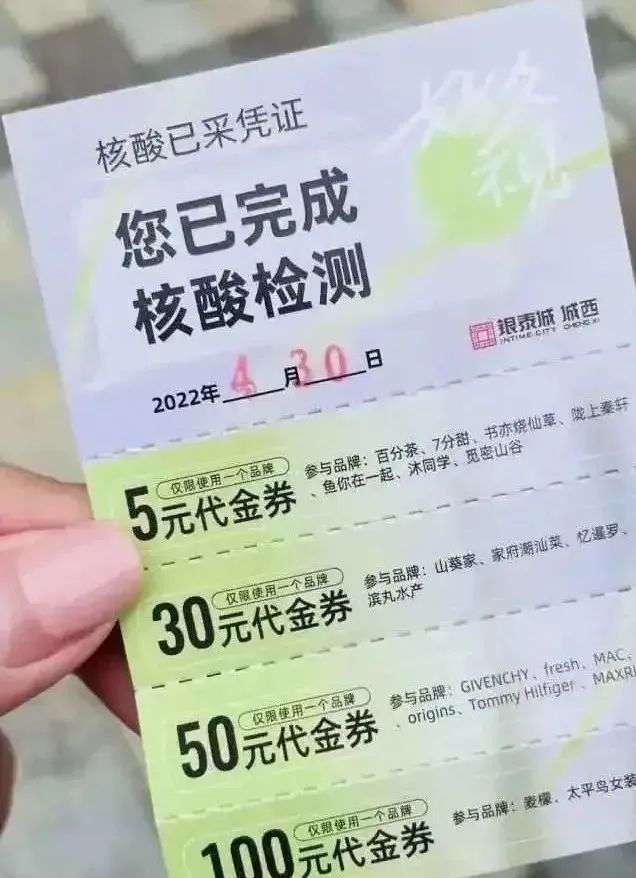 核酸已采凭证
您已完成
核酸检测
银泰城 城西
INTIME CITY CHENGXI
2022年 4 月 30 日
仅限使用一个品牌
5元代金券
参与品牌:百分茶、7分甜、书亦烧仙草、陇上秦轩
、鱼你在一起、沐同学、觅密山谷
仅限使用一个品牌
30元代金券
参与品牌:山葵家、家府潮汕菜、忆暹罗、
滨丸水产
仅限使用一个品牌
50元代金券
参与品牌:GIVENCHY、fresh、MAC、
、origins、Tommy Hilfiger、MAXRI
仅限使用一个品牌
100元代金券
参与品牌:麦檬、太平鸟女装